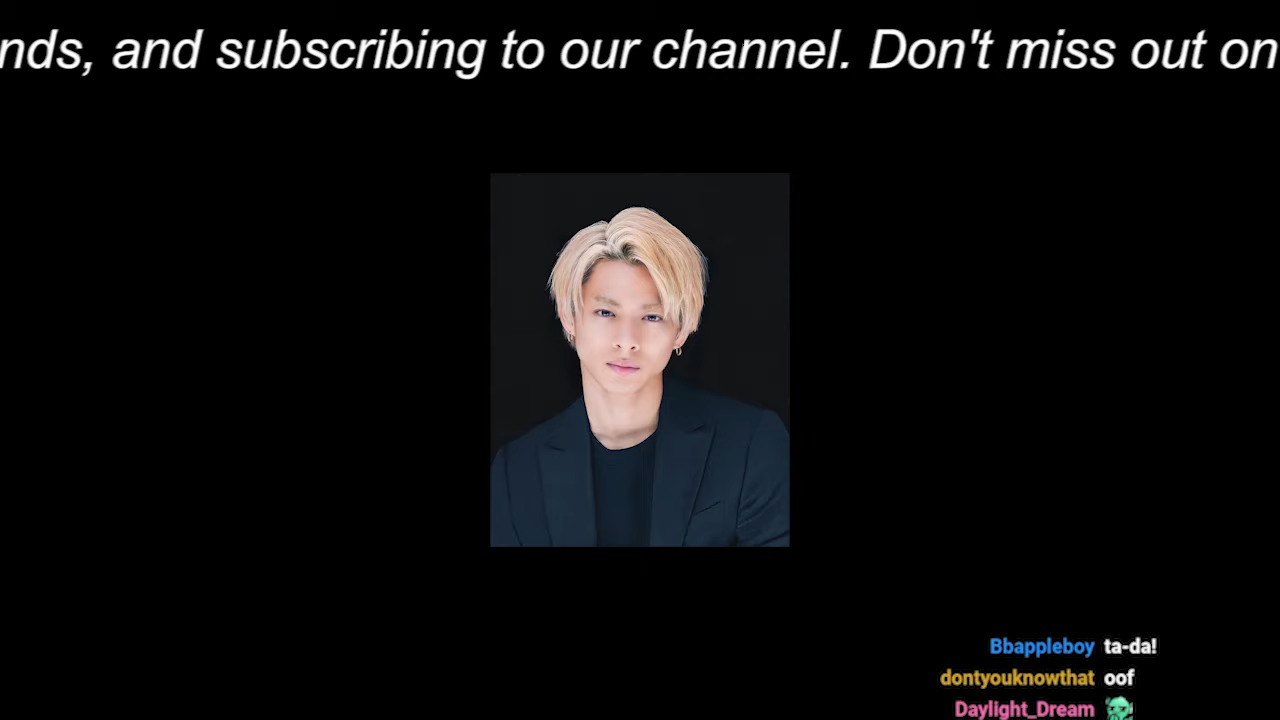 nds, and subscribing to our channel. Don't miss out on
Bbappleboy ta-da!
dontyouknowthat oof
Daylight_Dream